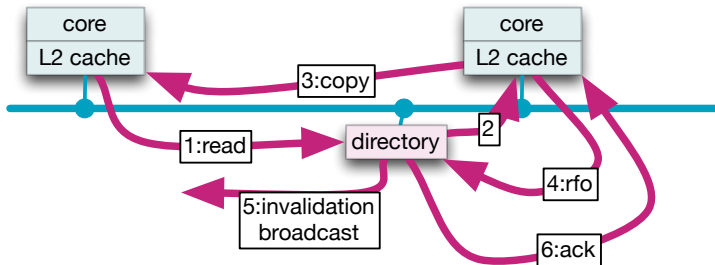 core
L2 cache
core
L2 cache
3:copy
1:read
directory
2
4:rfo
5:invalidation
broadcast
6:ack